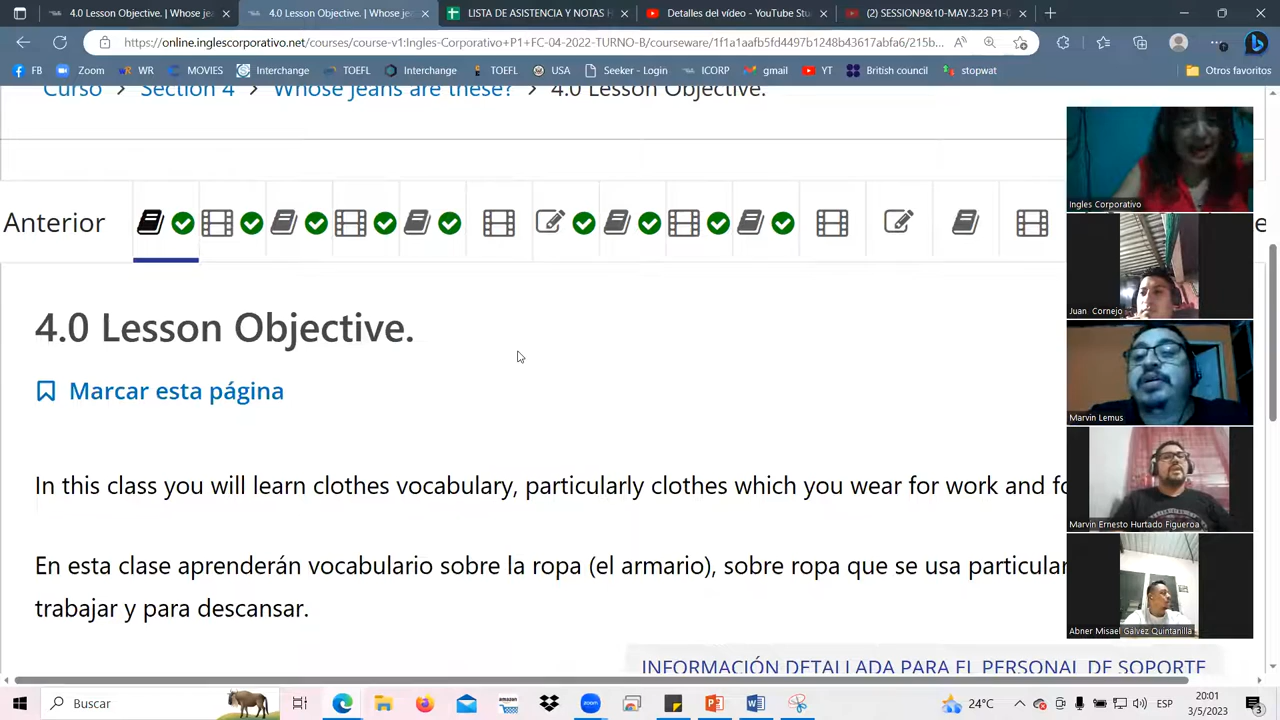 4.0 Lesson Objective. | Whose je
4.0 Lesson Objective. | Whose jea
LISTA DE ASISTENCIA Y NOTAS
Detalles del vídeo - YouTube Stu
(2) SESSION9&10-MAY.3.23 P1-
https://online.inglescorporativo.net/courses/course-v1:Ingles-Corporativo+P1+FC-04-2022-TURNO-B/courseware/1f1a1aafb5fd4497b1248b43617abfa6/215b...
FB
Zoom
WR
MOVIES
Interchange
TOEFL
Interchange
TOEFL
USA
Seeker - Login
ICORP
gmail
YT
British council
stopwat
Otros favoritos
Curso > Section 4 > Whose jeans are these? > 4.0 Lesson Objective.
Anterior
4.0 Lesson Objective.
Marcar esta página
In this class you will learn clothes vocabulary, particularly clothes which you wear for work and fo
En esta clase aprenderán vocabulario sobre la ropa (el armario), sobre ropa que se usa particular
trabajar y para descansar.
INFORMACIÓN DETALLADA PARA EL PERSONAL DE SOPORTE
Ingles Corporativo
Juan Cornejo
Marvin Lemus
Marvin Ernesto Hurtado Figueroa
Abner Misael Galvez Quintanilla
Buscar
amazon
24°C
ESP
20:01
3/5/2023
3